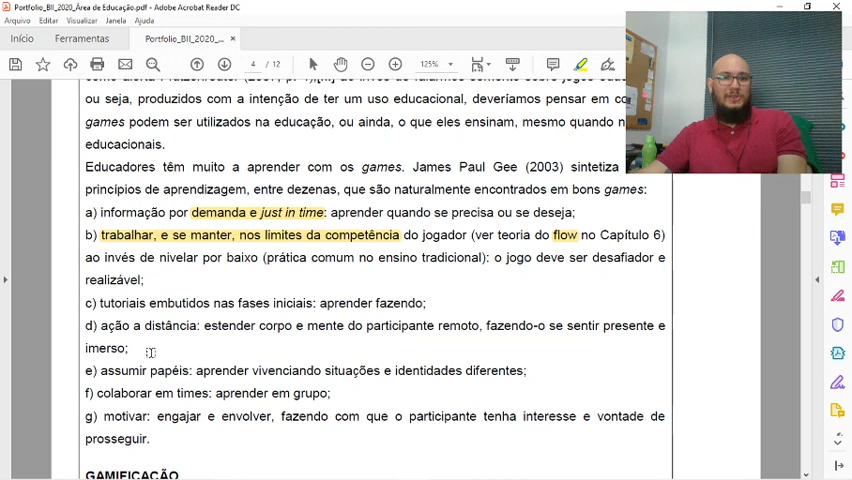 Portfolio_BII_2020_Área de Educação.pdf - Adobe Acrobat Reader DC
Arquivo Editar Visualizar Janela Ajuda
Início Ferramentas Portfolio_BII_2020_...
4 / 12 125%
ou seja, produzidos com a intenção de ter um uso educacional, deveríamos pensar em
games podem ser utilizados na educação, ou ainda, o que eles ensinam, mesmo quando
educacionais.
Educadores têm muito a aprender com os games. James Paul Gee (2003) sintetiza
princípios de aprendizagem, entre dezenas, que são naturalmente encontrados em bons games:
a) informação por demanda e just in time: aprender quando se precisa ou se deseja;
b) trabalhar, e se manter, nos limites da competência do jogador (ver teoria do flow no Capítulo 6)
ao invés de nivelar por baixo (prática comum no ensino tradicional): o jogo deve ser desafiador e
realizável;
c) tutoriais embutidos nas fases iniciais: aprender fazendo;
d) ação a distância: estender corpo e mente do participante remoto, fazendo-o se sentir presente e
imerso;
e) assumir papéis: aprender vivenciando situações e identidades diferentes;
f) colaborar em times: aprender em grupo;
g) motivar: engajar e envolver, fazendo com que o participante tenha interesse e vontade de
prosseguir.
GAMIFICAÇÃO